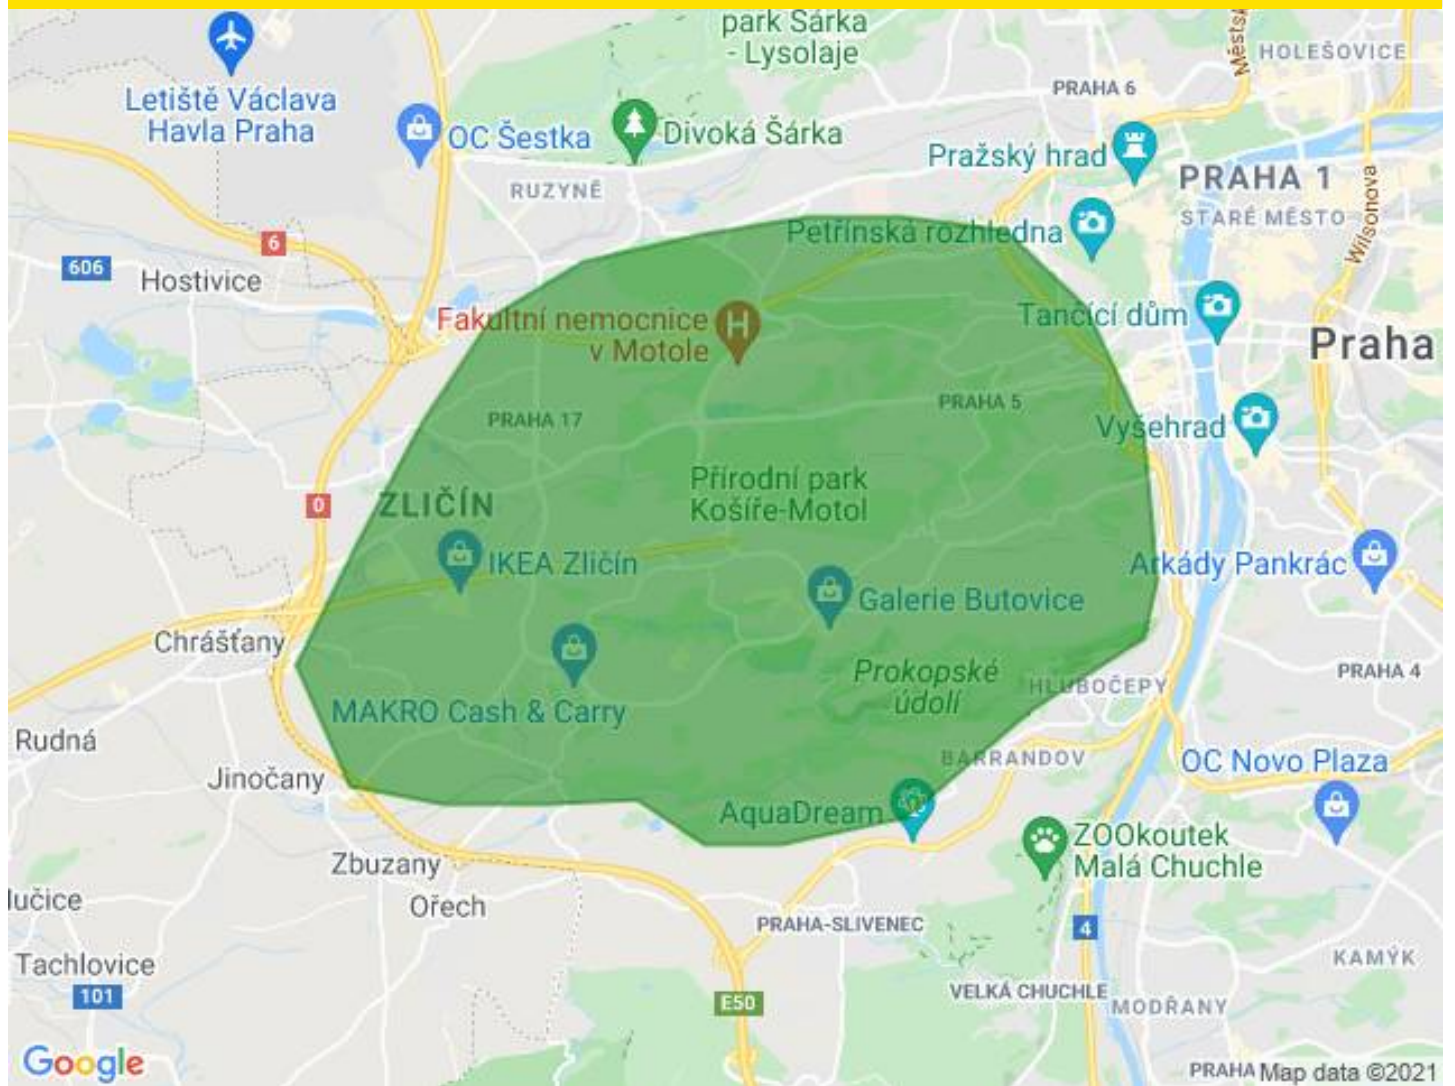 park Šárka
- Lysolaje
Městsk
HOLEŠOVICE
PRAHA 6
Letiště Václava
Havla Praha
OC Šestka
Divoká Šárka
Pražský hrad
PRAHA 1
STARÉ MĚSTO
Wilsonova
RUZYNĚ
Petřínská rozhledna
6
606
Hostivice
Fakultní nemocnice
v Motole
H
Tančící dům
Praha
PRAHA 17
PRAHA 5
Vyšehrad
Přírodní park
Košíře-Motol
0
ZLIČÍN
IKEA Zličín
Arkády Pankrác
Galerie Butovice
Chrášťany
Prokopské
údolí
HLUBOČEPY
PRAHA 4
MAKRO Cash & Carry
Rudná
Jinočany
BARRANDOV
OC Novo Plaza
AquaDream
ZOOkoutek
Malá Chuchle
Zbuzany
Ořech
lučice
PRAHA-SLIVENEC
4
Tachlovice
101
KAMÝK
E50
VELKÁ CHUCHLE
MODŘANY
Google
PRAHA
Map data ©2021